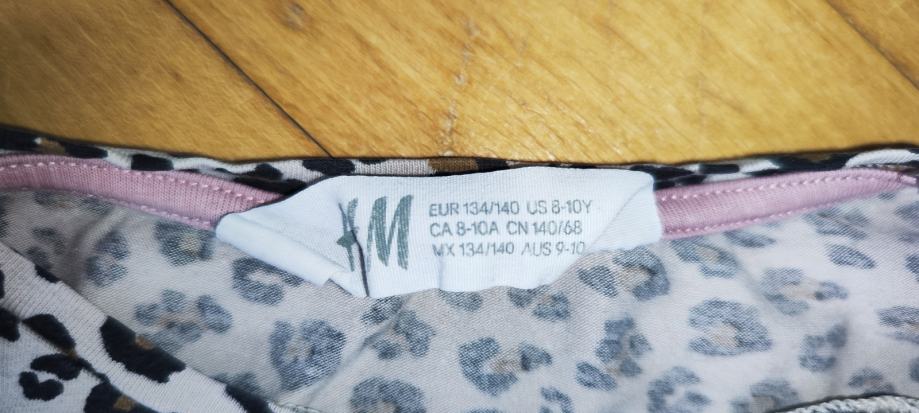 H&M
EUR 134/140 US 8-10Y
CA 8-10A CN 140/68
MX 134/140 AUS 9-10